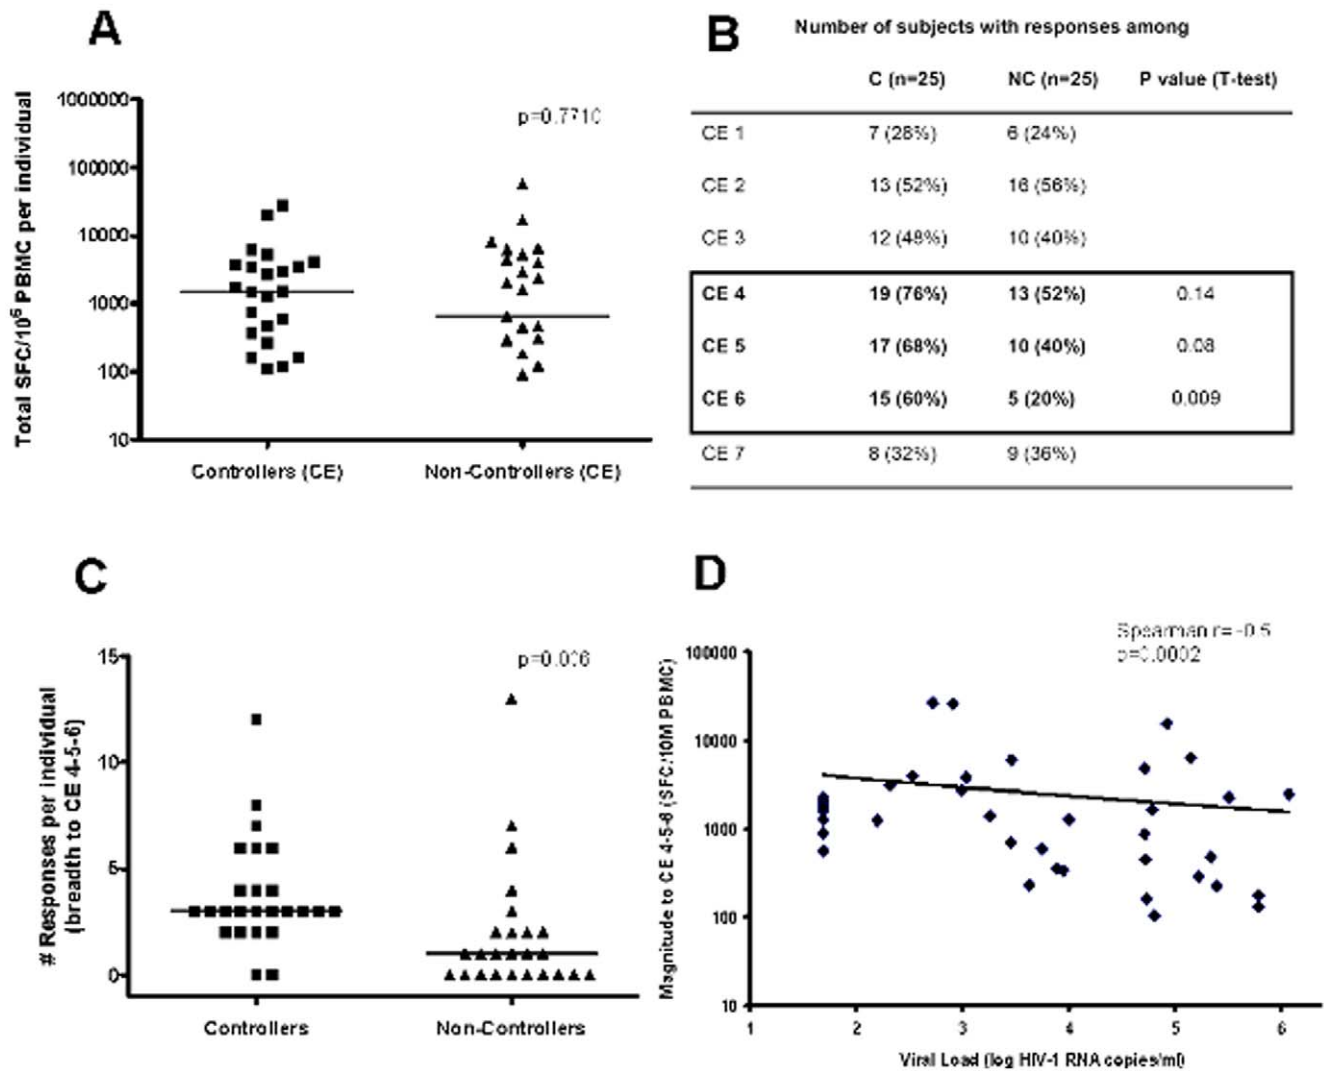 A
Total SFC/10⁶ PBMC per individual
1000000
100000
10000
1000
100
10
p=0.7710
Controllers (CE)
Non-Controllers (CE)
B
Number of subjects with responses among
C (n=25) NC (n=25) P value (T-test)
CE 1 7 (28%) 6 (24%)
CE 2 13 (52%) 16 (56%)
CE 3 12 (48%) 10 (40%)
CE 4 19 (76%) 13 (52%) 0.14
CE 5 17 (68%) 10 (40%) 0.08
CE 6 15 (60%) 5 (20%) 0.009
CE 7 8 (32%) 9 (36%)
C
# Responses per individual
(breadth to CE 4-5-6)
15
10
5
0
p=0.006
Controllers
Non-Controllers
D
Magnitude to CE 4-5-6 (SFC/10M PBMC)
100000
10000
1000
100
10
Spearman r= -0.5
p=0.0002
1 2 3 4 5 6
Viral Load (log HIV-1 RNA copies/ml)